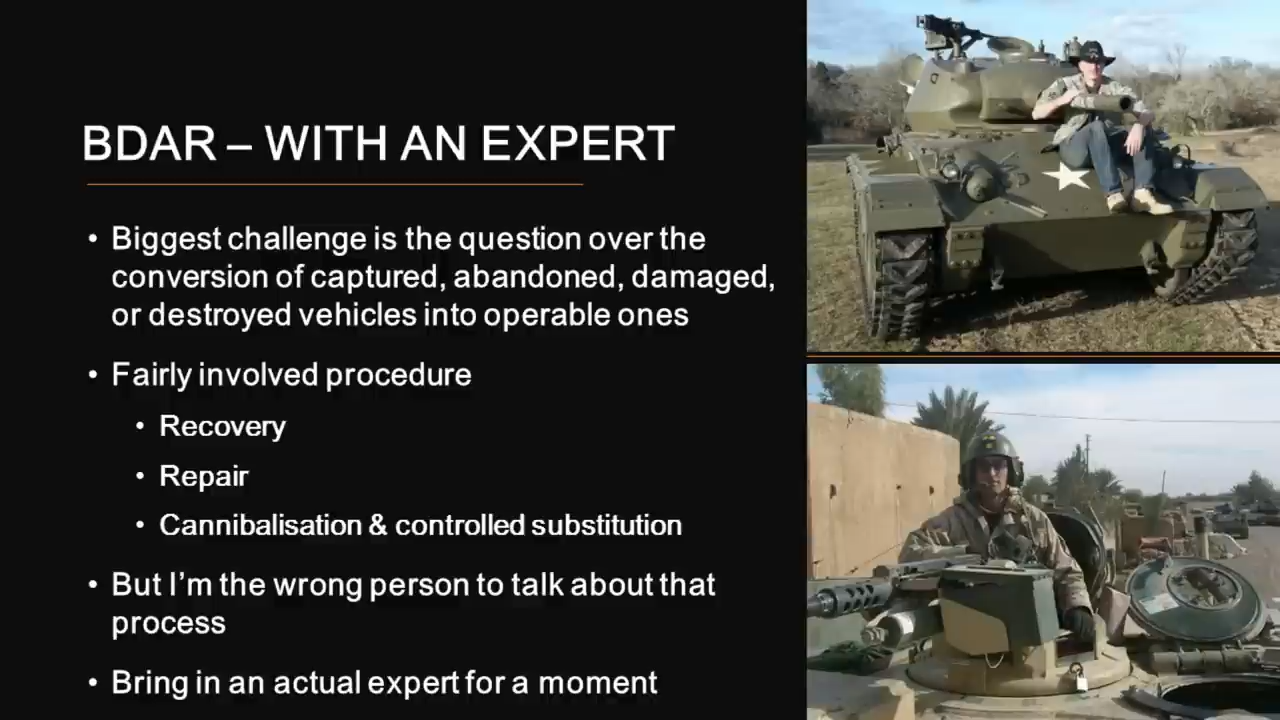 BDAR – WITH AN EXPERT
• Biggest challenge is the question over the
conversion of captured, abandoned, damaged,
or destroyed vehicles into operable ones
• Fairly involved procedure
• Recovery
• Repair
• Cannibalisation & controlled substitution
• But I’m the wrong person to talk about that
process
• Bring in an actual expert for a moment